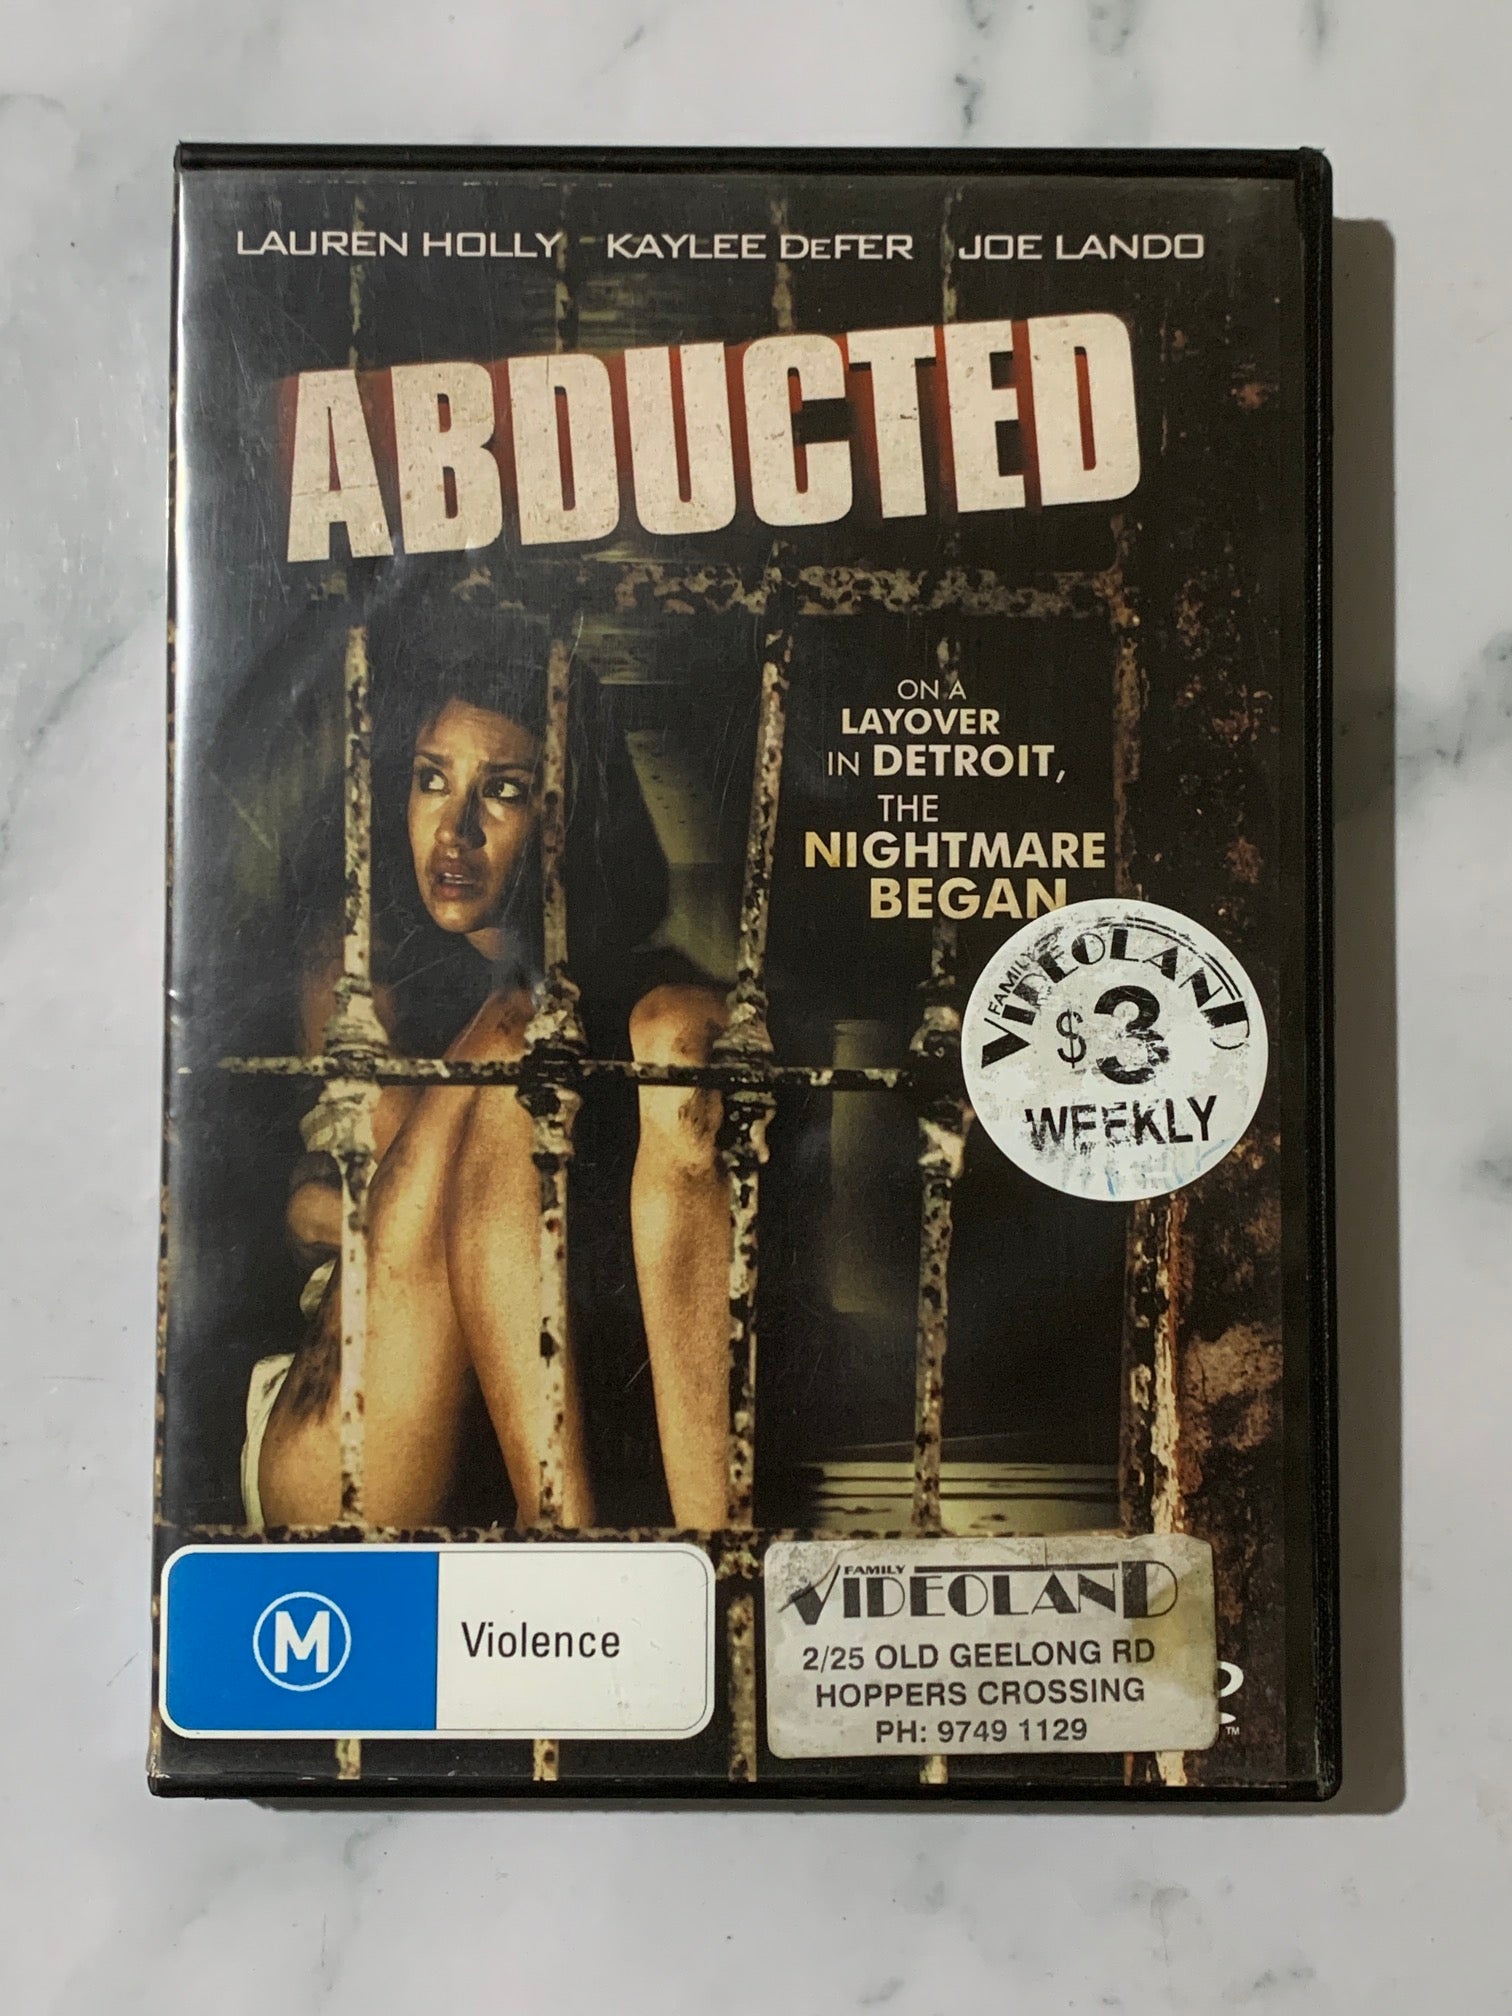 LAUREN HOLLY KAYLEE DeFER JOE LANDO
ABDUCTED
ON A
LAYOVER
IN DETROIT,
THE
NIGHTMARE
BEGAN
FAMILY
VIDEOLAND
$3
WEEKLY
M Violence
FAMILY
VIDEOLAND
2/25 OLD GEELONG RD
HOPPERS CROSSING
PH: 9749 1129
TM